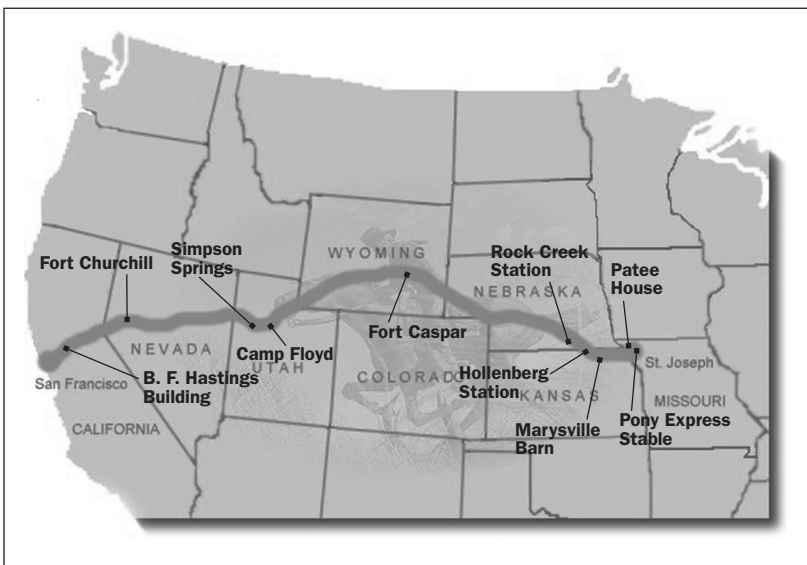 Simpson
Springs
Fort Churchill
WYOMING
Rock Creek
Station
Patee
House
NEBRASKA
Fort Caspar
NEVADA
Camp Floyd
UTAH
COLORADO
Hollenberg
Station
KANSAS
St. Joseph
MISSOURI
San Francisco
B. F. Hastings
Building
CALIFORNIA
Marysville
Barn
Pony Express
Stable